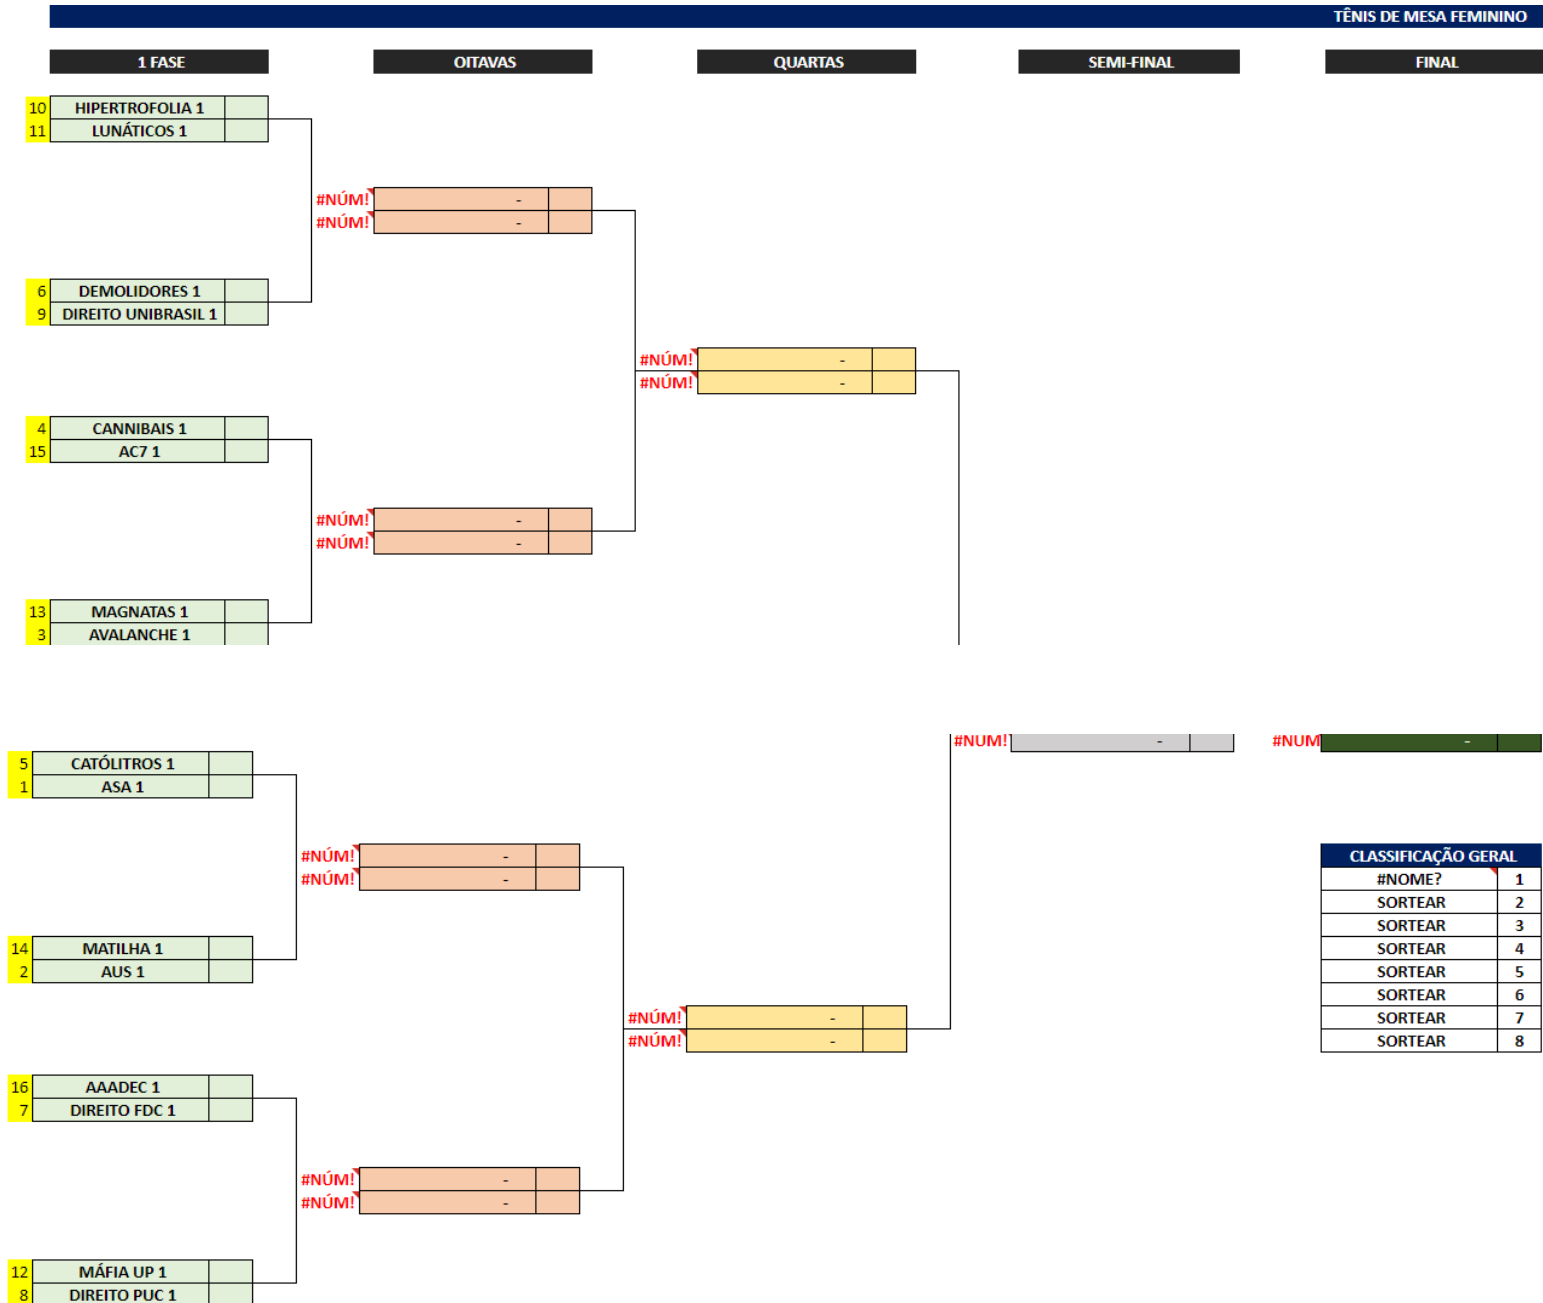 TÊNIS DE MESA FEMININO
1 FASE OITAVAS QUARTAS SEMI-FINAL FINAL
10 HIPERTROFOLIA 1
11 LUNÁTICOS 1
#NÚM! -
#NÚM! -
6 DEMOLIDORES 1
9 DIREITO UNIBRASIL 1
#NÚM! -
#NÚM! -
4 CANNIBAIS 1
15 AC7 1
#NÚM! -
#NÚM! -
13 MAGNATAS 1
3 AVALANCHE 1
#NÚM! - #NÚM -
5 CATÓLITROS 1
1 ASA 1
#NÚM! -
#NÚM! -
CLASSIFICAÇÃO GERAL
#NOME? 1
SORTEAR 2
SORTEAR 3
SORTEAR 4
SORTEAR 5
SORTEAR 6
SORTEAR 7
SORTEAR 8
14 MATILHA 1
2 AUS 1
#NÚM! -
#NÚM! -
16 AAADEC 1
7 DIREITO FDC 1
#NÚM! -
#NÚM! -
12 MÁFIA UP 1
8 DIREITO PUC 1